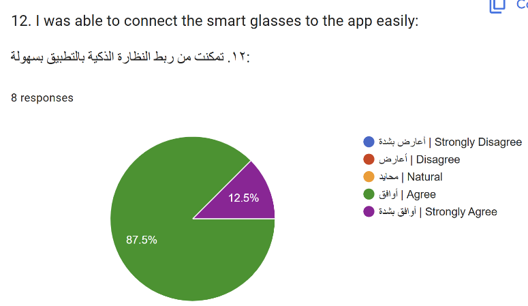 12. I was able to connect the smart glasses to the app easily:
١٢. تمكنت من ربط النظارة الذكية بالتطبيق بسهولة:
8 responses
أعارض بشدة | Strongly Disagree
أعارض | Disagree
محايد | Natural
أوافق | Agree
أوافق بشدة | Strongly Agree
12.5%
87.5%